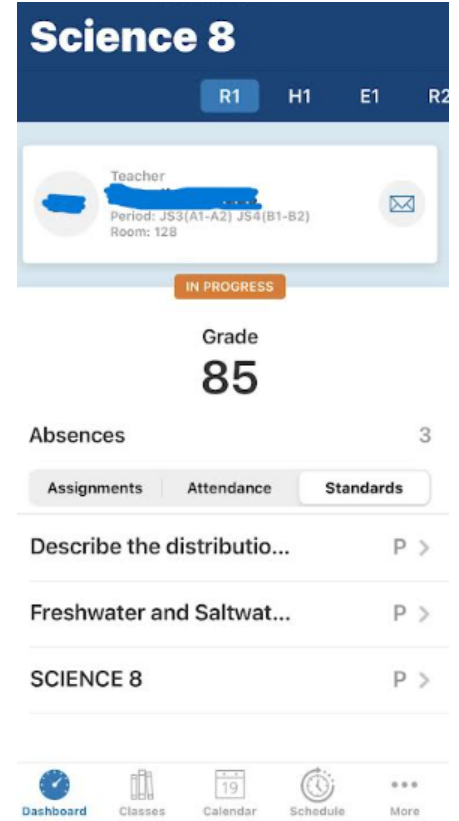 Science 8
R1 H1 E1 R2
Teacher
Period: JS3(A1-A2) JS4(B1-B2)
Room: 128
IN PROGRESS
Grade
85
Absences 3
Assignments Attendance Standards
Describe the distributio... P
Freshwater and Saltwat... P
SCIENCE 8 P
19
Dashboard Classes Calendar Schedule More